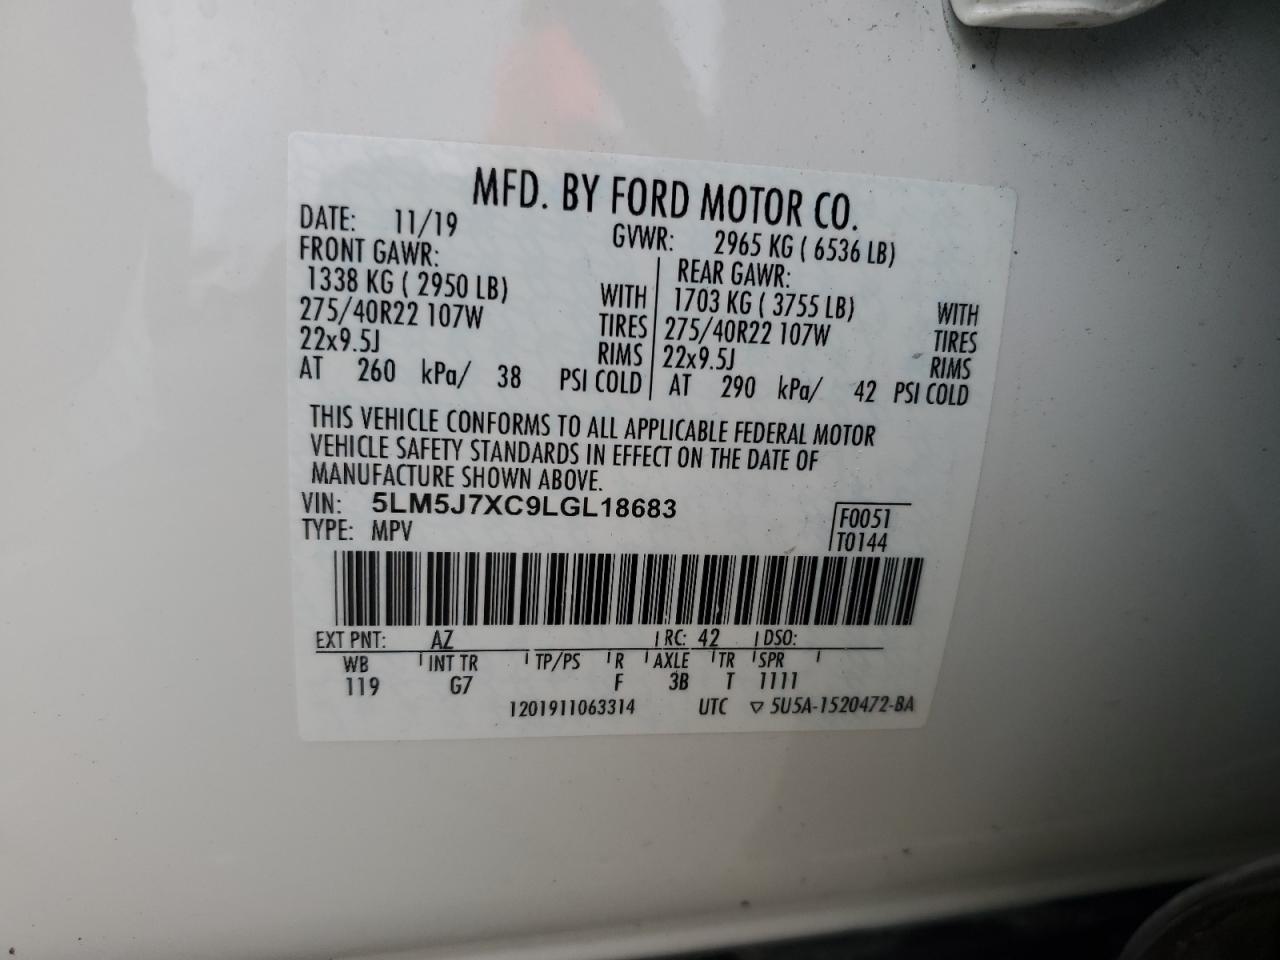 MFD. BY FORD MOTOR CO.
DATE: 11/19 GVWR: 2965 KG ( 6536 LB)
FRONT GAWR: REAR GAWR:
1338 KG ( 2950 LB) WITH 1703 KG ( 3755 LB) WITH
275/40R22 107W TIRES 275/40R22 107W TIRES
22x9.5J RIMS 22x9.5J RIMS
AT 260 kPa/ 38 PSI COLD AT 290 kPa/ 42 PSI COLD
THIS VEHICLE CONFORMS TO ALL APPLICABLE FEDERAL MOTOR
VEHICLE SAFETY STANDARDS IN EFFECT ON THE DATE OF
MANUFACTURE SHOWN ABOVE.
VIN: 5LM5J7XC9LGL18683 F0051
TYPE: MPV T0144
EXT PNT: AZ RC: 42 DSO:
WB INT TR TP/PS R AXLE TR SPR
119 G7 F 3B T 1111
1201911063314 UTC ▽ 5U5A-1520472-BA